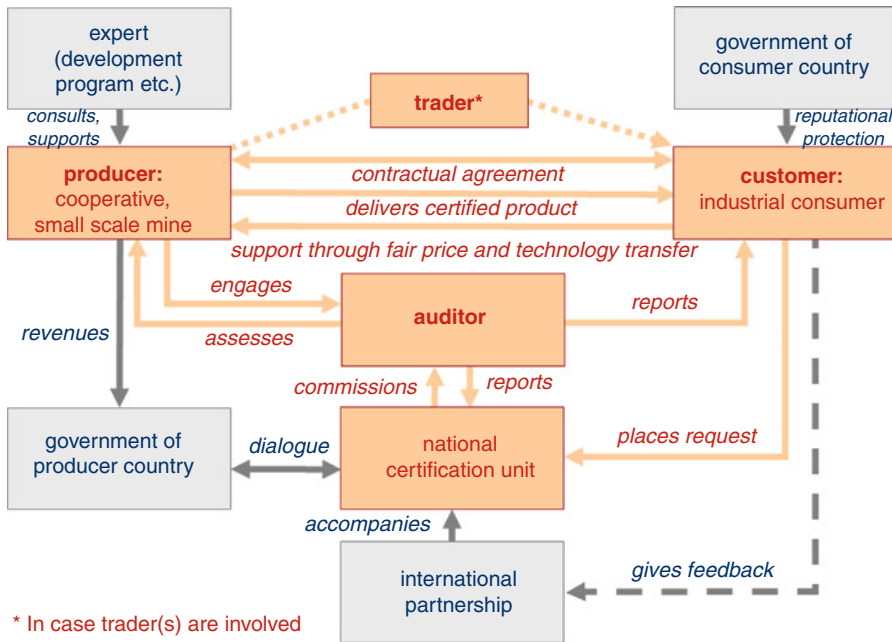 expert
(development
program etc.)
government of
consumer country
trader*
consults,
supports
reputational
protection
producer:
cooperative,
small scale mine
customer:
industrial consumer
contractual agreement
delivers certified product
support through fair price and technology transfer
engages
assesses
auditor
reports
revenues
commissions
reports
government of
producer country
dialogue
national
certification unit
places request
accompanies
international
partnership
gives feedback
* In case trader(s) are involved